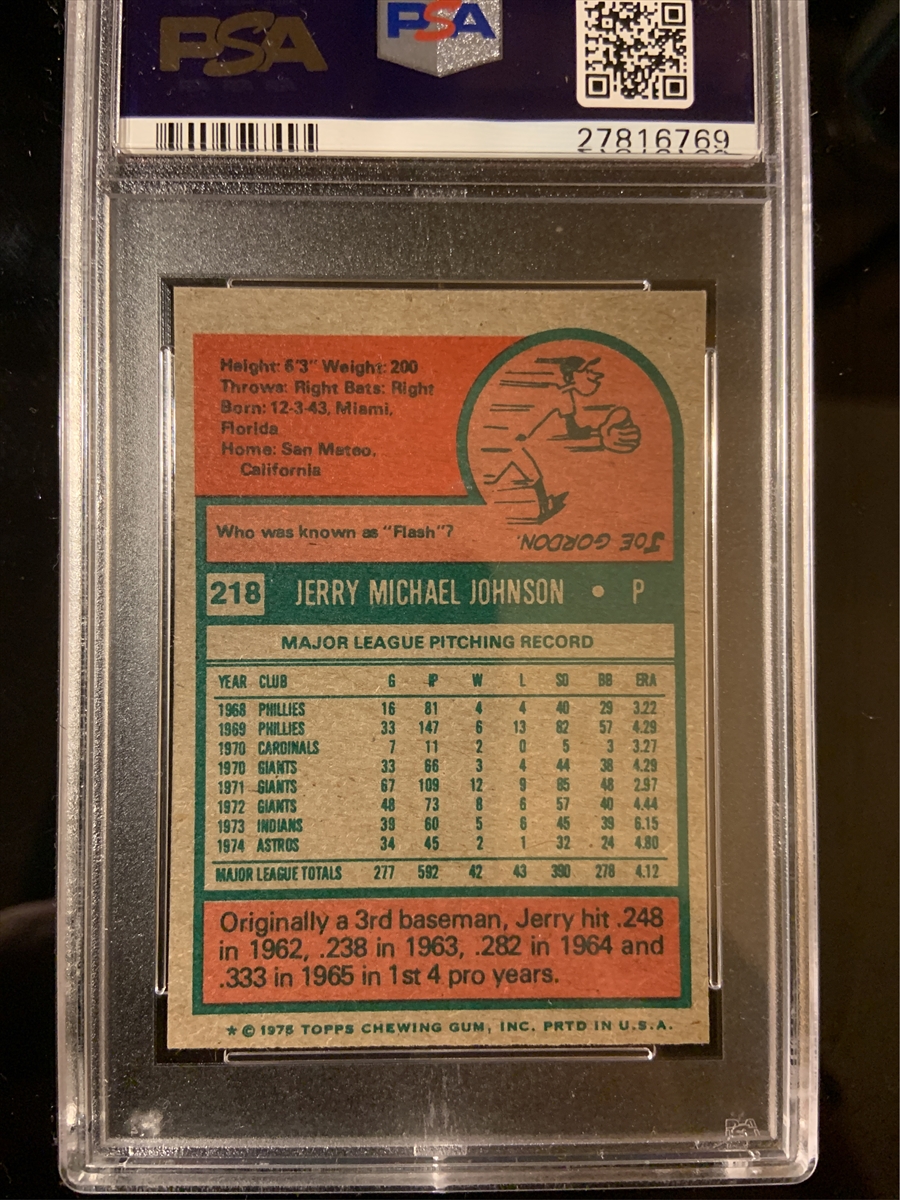 PSA
PSA
27816769
Height: 6'3" Weight: 200
Throws: Right Bats: Right
Born: 12-3-43, Miami,
Florida
Home: San Mateo,
California
Who was known as "Flash"?
JOE GORDON.
218 JERRY MICHAEL JOHNSON • P
MAJOR LEAGUE PITCHING RECORD
YEAR CLUB G IP W L SO BB ERA
1968 PHILLIES 16 81 4 4 40 29 3.22
1969 PHILLIES 33 147 6 13 82 57 4.29
1970 CARDINALS 7 11 2 0 5 3 3.27
1970 GIANTS 33 66 3 4 44 38 4.29
1971 GIANTS 67 109 12 9 85 48 2.97
1972 GIANTS 48 73 8 6 57 40 4.44
1973 INDIANS 39 60 5 6 45 39 6.15
1974 ASTROS 34 45 2 1 32 24 4.80
MAJOR LEAGUE TOTALS 277 592 42 43 390 278 4.12
Originally a 3rd baseman, Jerry hit .248
in 1962, .238 in 1963, .282 in 1964 and
.333 in 1965 in 1st 4 pro years.
★ © 1975 TOPPS CHEWING GUM, INC. PRTD IN U.S.A.
PSA